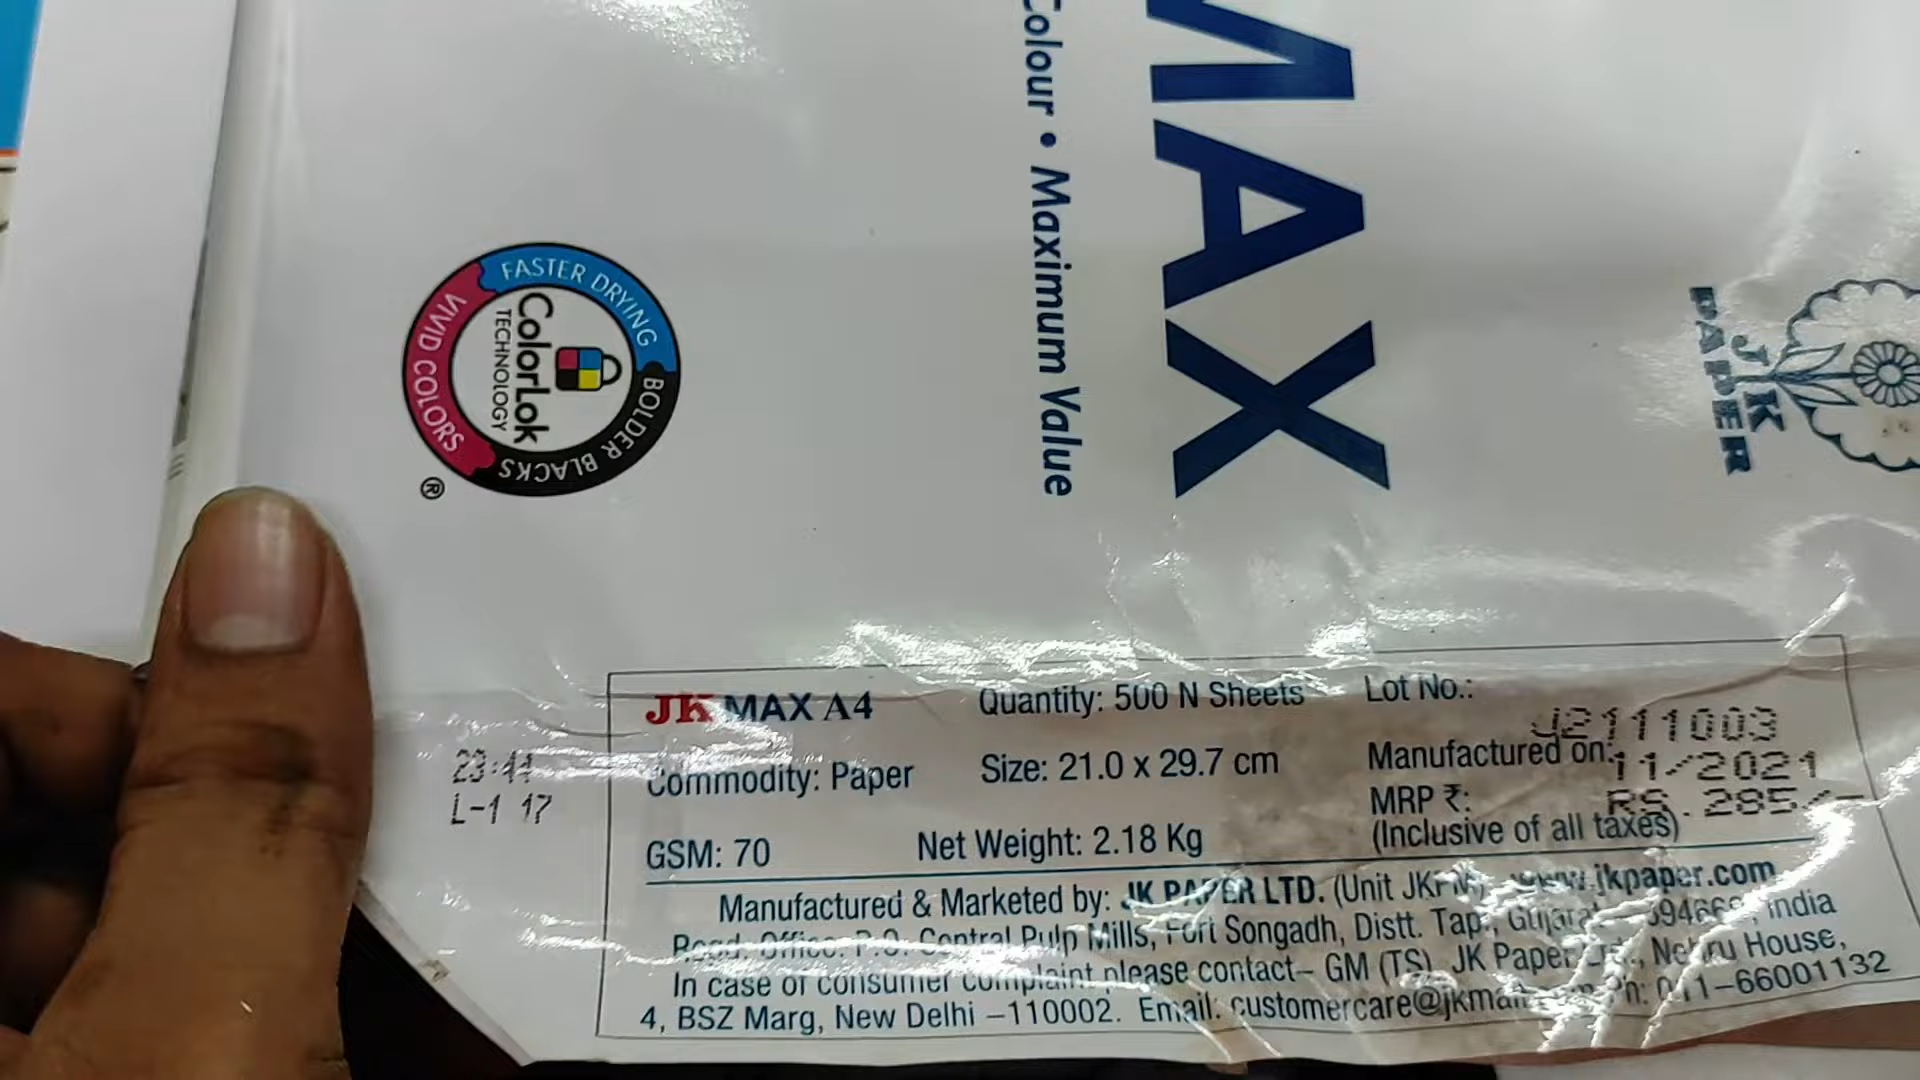 MAX
Colour • Maximum Value
JK
PAPER
FASTER DRYING
BOLDER BLACKS
VIVID COLORS
ColorLok
TECHNOLOGY
®
JK MAX A4 Quantity: 500 N Sheets Lot No.:
J2111003
23:44 Commodity: Paper Size: 21.0 x 29.7 cm Manufactured on: 11/2021
L-1 17 MRP ₹: RS. 285/-
GSM: 70 Net Weight: 2.18 Kg (Inclusive of all taxes)
Manufactured & Marketed by: JK PAPER LTD. (Unit JKPM) www.jkpaper.com
Regd. Office: P.O. Central Pulp Mills, Fort Songadh, Distt. Tapi, Gujarat – India
In case of consumer complaint please contact– GM (TS) JK Paper Ltd., Nehru House,
4, BSZ Marg, New Delhi –110002. Email: Ph: 011–66001132